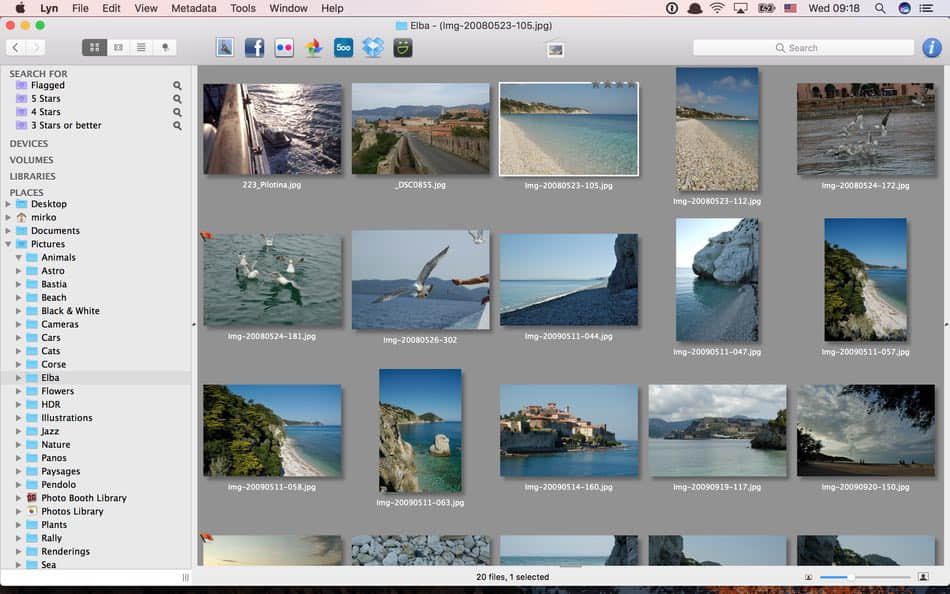 Lyn File Edit View Metadata Tools Window Help Wed 09:18
Elba - (Img-20080523-105.jpg)
500
Search
SEARCH FOR
Flagged
5 Stars
4 Stars
3 Stars or better
DEVICES
VOLUMES
LIBRARIES
PLACES
Desktop
mirko
Documents
Pictures
Animals
Astro
Bastia
Beach
Black & White
Cameras
Cars
Cats
Corse
Elba
Flowers
HDR
Illustrations
Jazz
Nature
Panos
Paysages
Pendolo
Photo Booth Library
Photos Library
Plants
Rally
Renderings
Sea
223_Pilotina.jpg
_DSC0855.jpg
Img-20080523-105.jpg
Img-20080523-112.jpg
Img-20080524-172.jpg
Img-20080524-181.jpg
Img-20080526-302
Img-20090511-044.jpg
Img-20090511-047.jpg
Img-20090511-057.jpg
Img-20090511-058.jpg
Img-20090511-063.jpg
Img-20090514-160.jpg
Img-20090919-117.jpg
Img-20090920-150.jpg
20 files, 1 selected